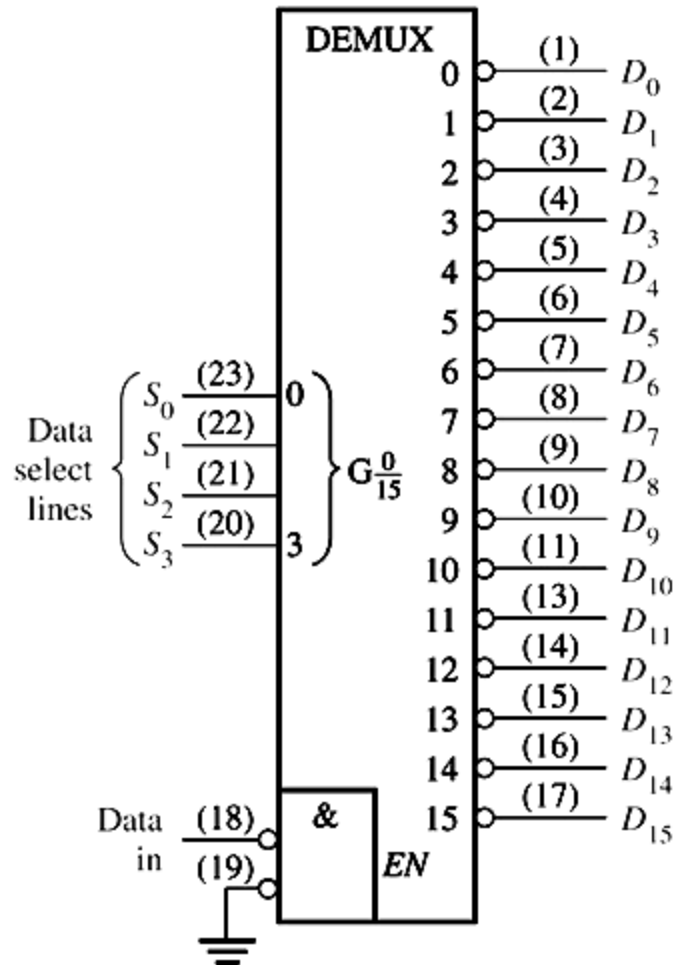 DEMUX
0 (1) D0
1 (2) D1
2 (3) D2
3 (4) D3
4 (5) D4
5 (6) D5
6 (7) D6
7 (8) D7
8 (9) D8
9 (10) D9
10 (11) D10
11 (13) D11
12 (14) D12
13 (15) D13
14 (16) D14
15 (17) D15
Data
select
lines
S0 (23) 0
S1 (22)
S2 (21)
S3 (20) 3
G 0/15
Data
in
(18)
(19)
&
EN